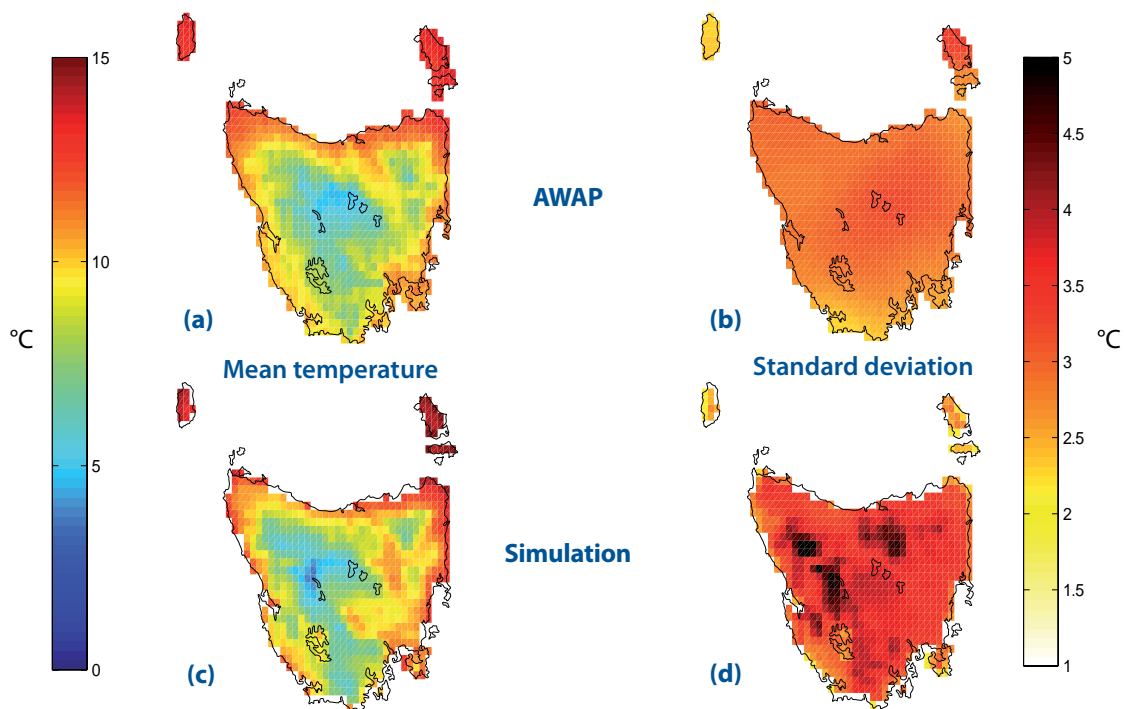 15
10
5
0
°C
(a)
Mean temperature
(c)
AWAP
Simulation
(b)
Standard deviation
(d)
5
4.5
4
3.5
3
2.5
2
1.5
1
°C